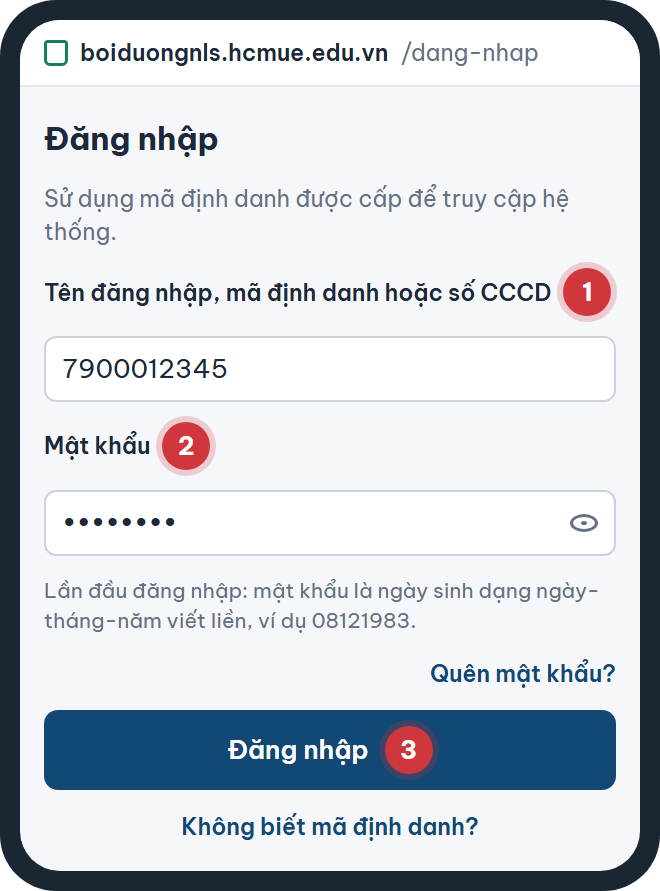 boiduongnls.hcmue.edu.vn /dang-nhap
Đăng nhập
Sử dụng mã định danh được cấp để truy cập hệ
thống.
Tên đăng nhập, mã định danh hoặc số CCCD 1
7900012345
Mật khẩu 2
••••••••
Lần đầu đăng nhập: mật khẩu là ngày sinh dạng ngày-
tháng-năm viết liền, ví dụ 08121983.
Quên mật khẩu?
Đăng nhập 3
Không biết mã định danh?